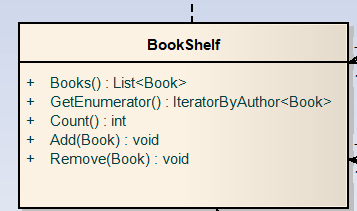 BookShelf
+ Books() : List<Book>
+ GetEnumerator() : IteratorByAuthor<Book>
+ Count() : int
+ Add(Book) : void
+ Remove(Book) : void